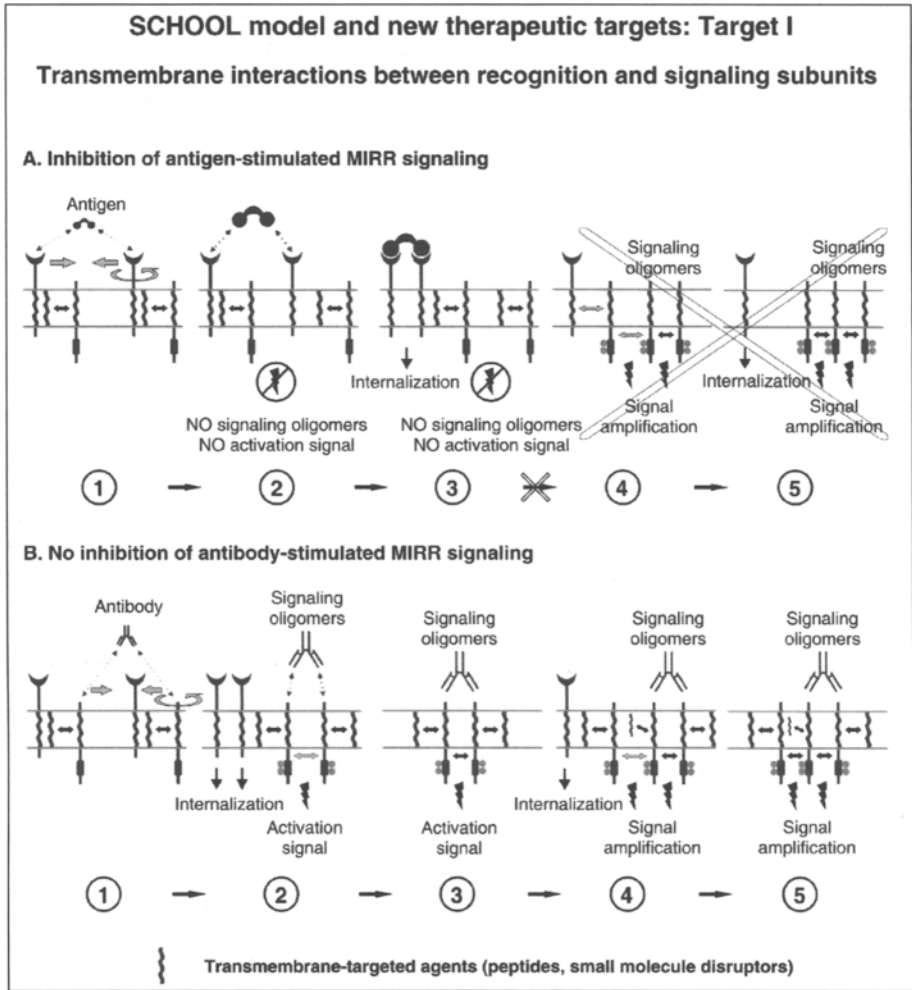 SCHOOL model and new therapeutic targets: Target I
Transmembrane interactions between recognition and signaling subunits
A. Inhibition of antigen-stimulated MIRR signaling
Antigen
Signaling
oligomers
Signaling
oligomers
Internalization
Internalization
NO signaling oligomers
NO activation signal
NO signaling oligomers
NO activation signal
Signal
amplification
Signal
amplification
1
2
3
4
5
B. No inhibition of antibody-stimulated MIRR signaling
Antibody
Signaling
oligomers
Signaling
oligomers
Signaling
oligomers
Signaling
oligomers
Internalization
Internalization
Activation
signal
Activation
signal
Signal
amplification
Signal
amplification
1
2
3
4
5
Transmembrane-targeted agents (peptides, small molecule disruptors)